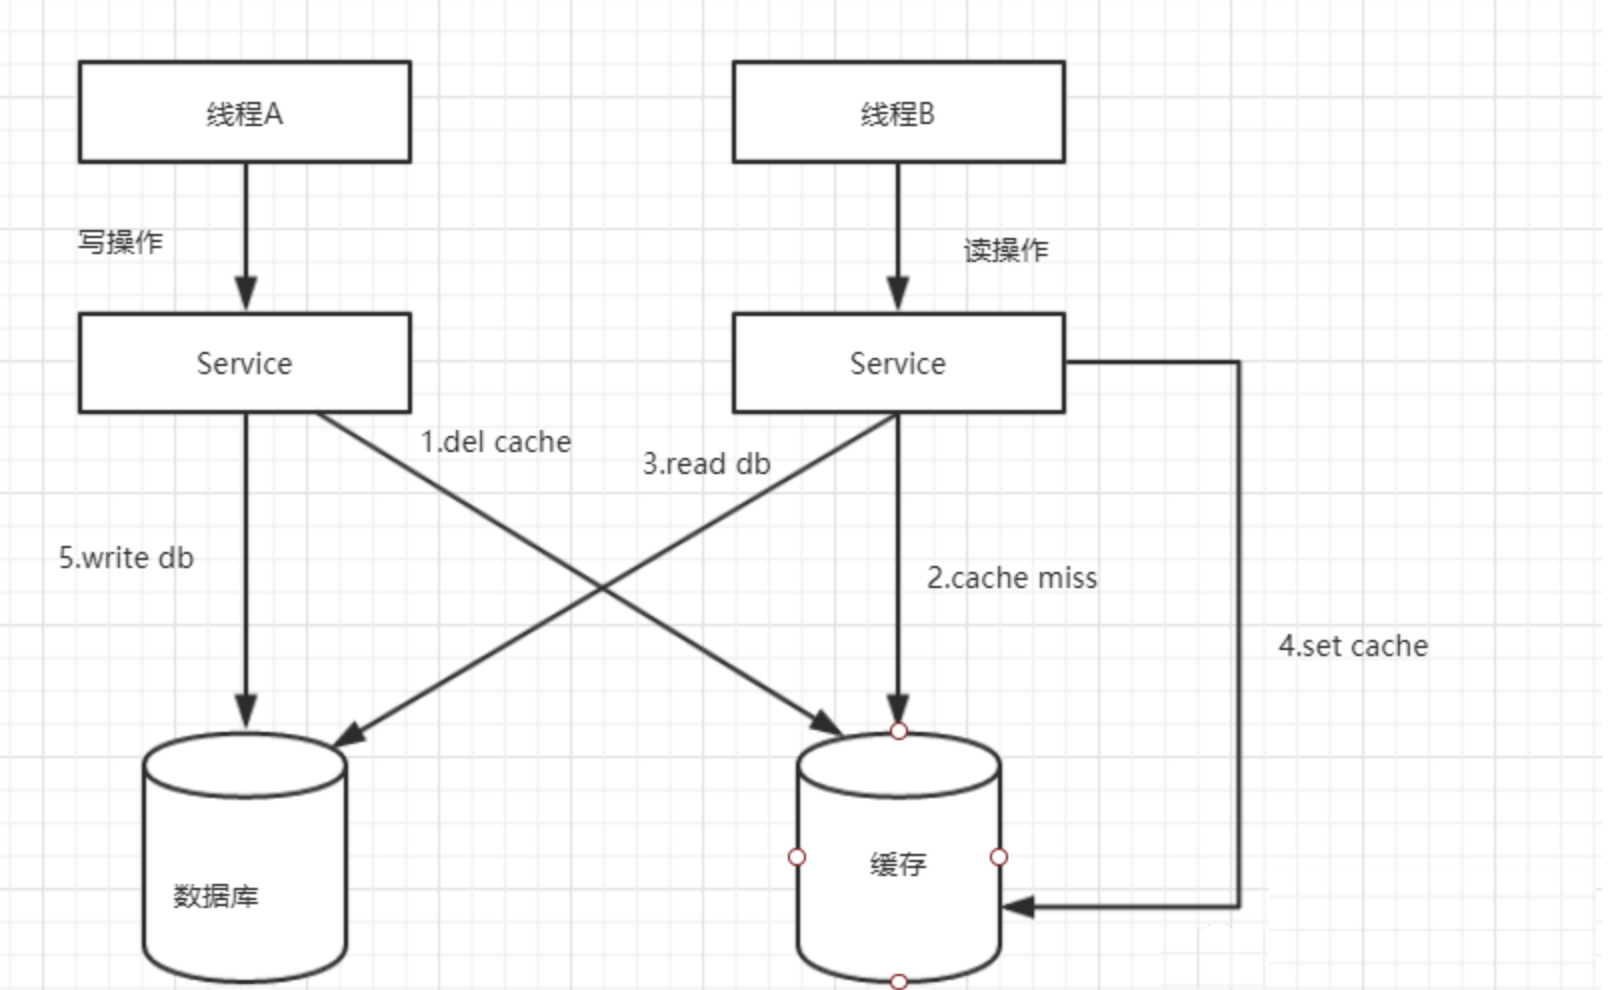 线程A
线程B
写操作
读操作
Service
Service
1.del cache
3.read db
5.write db
2.cache miss
4.set cache
数据库
缓存